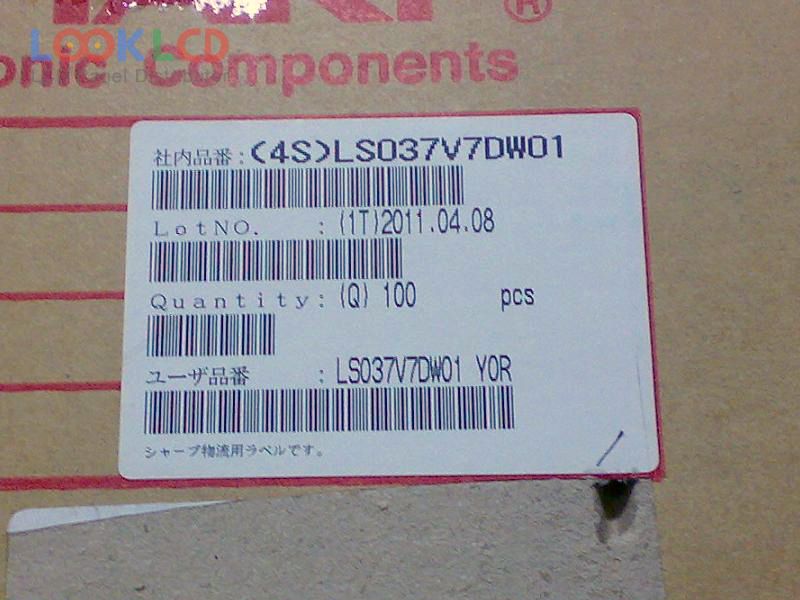 ®
LOOKLCD
onic Components
社内品番:(4S)LS037V7DW01
LotNO. :(1T)2011.04.08
Quantity:(Q) 100 pcs
ユーザ品番 :LS037V7DW01 Y0R
シャープ物流用ラベルです。